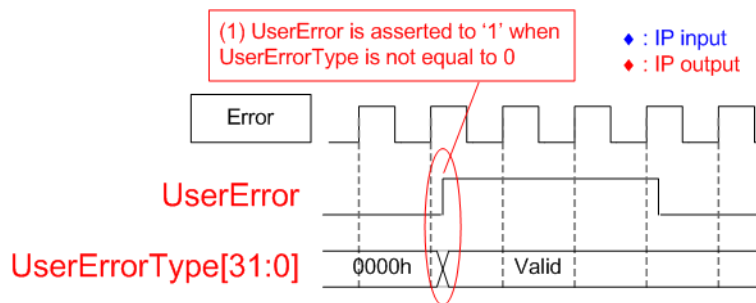 (1) UserError is asserted to ‘1’ when
UserErrorType is not equal to 0
♦ : IP input
♦ : IP output
Error
UserError
UserErrorType[31:0]
0000h
Valid